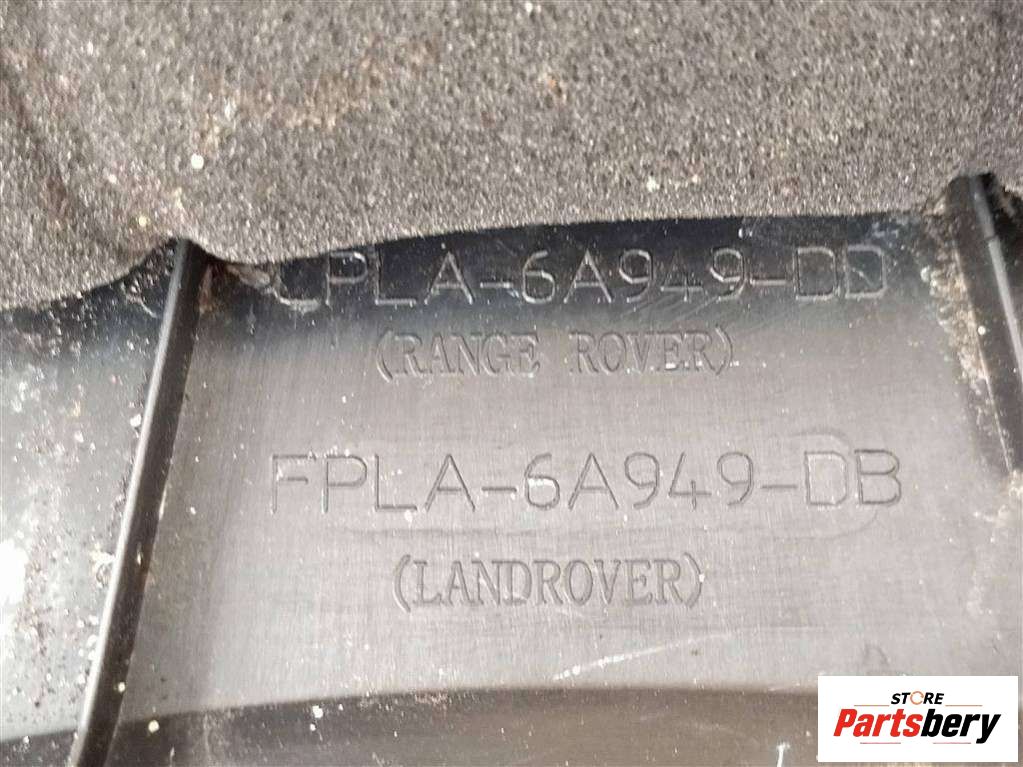 CPLA-6A949-DD
(RANGE ROVER)
FPLA-6A949-DB
(LANDROVER)
STORE
Partsbery